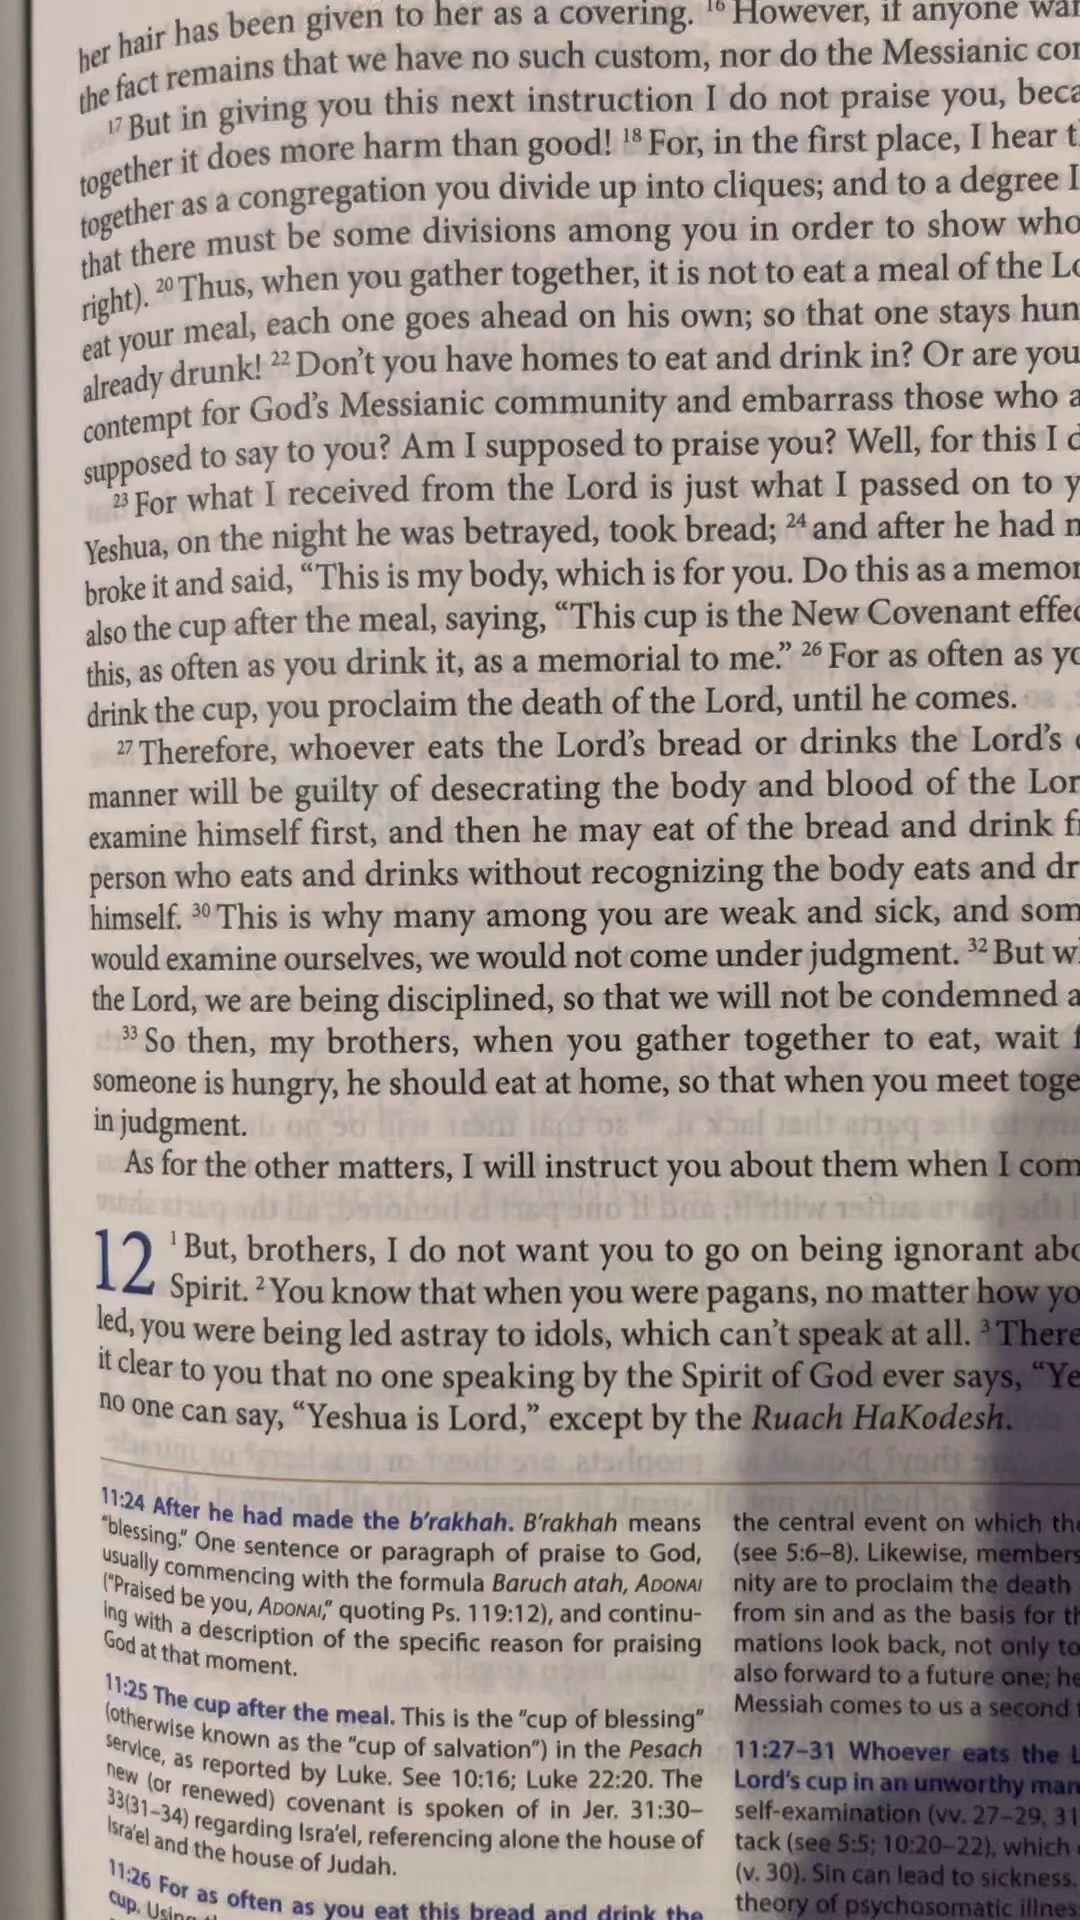 her hair has been given to her as a covering. 16 However, if anyone
the fact remains that we have no such custom, nor do the Messianic
17 But in giving you this next instruction I do not praise you,
together it does more harm than good! 18 For, in the first place, I hear
together as a congregation you divide up into cliques; and to a degree I
that there must be some divisions among you in order to show who
right). 20 Thus, when you gather together, it is not to eat a meal of the
eat your meal, each one goes ahead on his own; so that one stays
already drunk! 22 Don't you have homes to eat and drink in? Or are you
contempt for God's Messianic community and embarrass those who
supposed to say to you? Am I supposed to praise you? Well, for this I
23 For what I received from the Lord is just what I passed on to
Yeshua, on the night he was betrayed, took bread; 24 and after he had
broke it and said, “This is my body, which is for you. Do this as a
also the cup after the meal, saying, “This cup is the New Covenant
this, as often as you drink it, as a memorial to me.” 26 For as often as
drink the cup, you proclaim the death of the Lord, until he comes.
27 Therefore, whoever eats the Lord's bread or drinks the Lord's
manner will be guilty of desecrating the body and blood of the
examine himself first, and then he may eat of the bread and drink
person who eats and drinks without recognizing the body eats and
himself. 30 This is why many among you are weak and sick, and
would examine ourselves, we would not come under judgment. 32 But
the Lord, we are being disciplined, so that we will not be condemned
33 So then, my brothers, when you gather together to eat, wait
someone is hungry, he should eat at home, so that when you meet
in judgment.
As for the other matters, I will instruct you about them when I
12 1 But, brothers, I do not want you to go on being ignorant
Spirit. 2 You know that when you were pagans, no matter how
led, you were being led astray to idols, which can't speak at all. 3
it clear to you that no one speaking by the Spirit of God ever says,
no one can say, “Yeshua is Lord,” except by the Ruach HaKodesh.
11:24 After he had made the b'rakhah. B'rakhah means
“blessing.” One sentence or paragraph of praise to God,
usually commencing with the formula Baruch atah, ADONAI
(“Praised be you, ADONAI,” quoting Ps. 119:12), and continu-
ing with a description of the specific reason for praising
God at that moment.
11:25 The cup after the meal. This is the “cup of blessing”
(otherwise known as the “cup of salvation”) in the Pesach
service, as reported by Luke. See 10:16; Luke 22:20. The
new (or renewed) covenant is spoken of in Jer. 31:30–
33(31–34) regarding Isra'el, referencing alone the house of
Isra'el and the house of Judah.
11:26 For as often as you eat this bread and drink the
cup.
the central event on which
(see 5:6–8). Likewise, members
nity are to proclaim the death
from sin and as the basis for
mations look back, not only to
also forward to a future one;
Messiah comes to us a second
11:27–31 Whoever eats the
Lord's cup in an unworthy
self-examination (vv. 27–29,
tack (see 5:5; 10:20–22), which
(v. 30). Sin can lead to sickness.
theory of psychosomatic